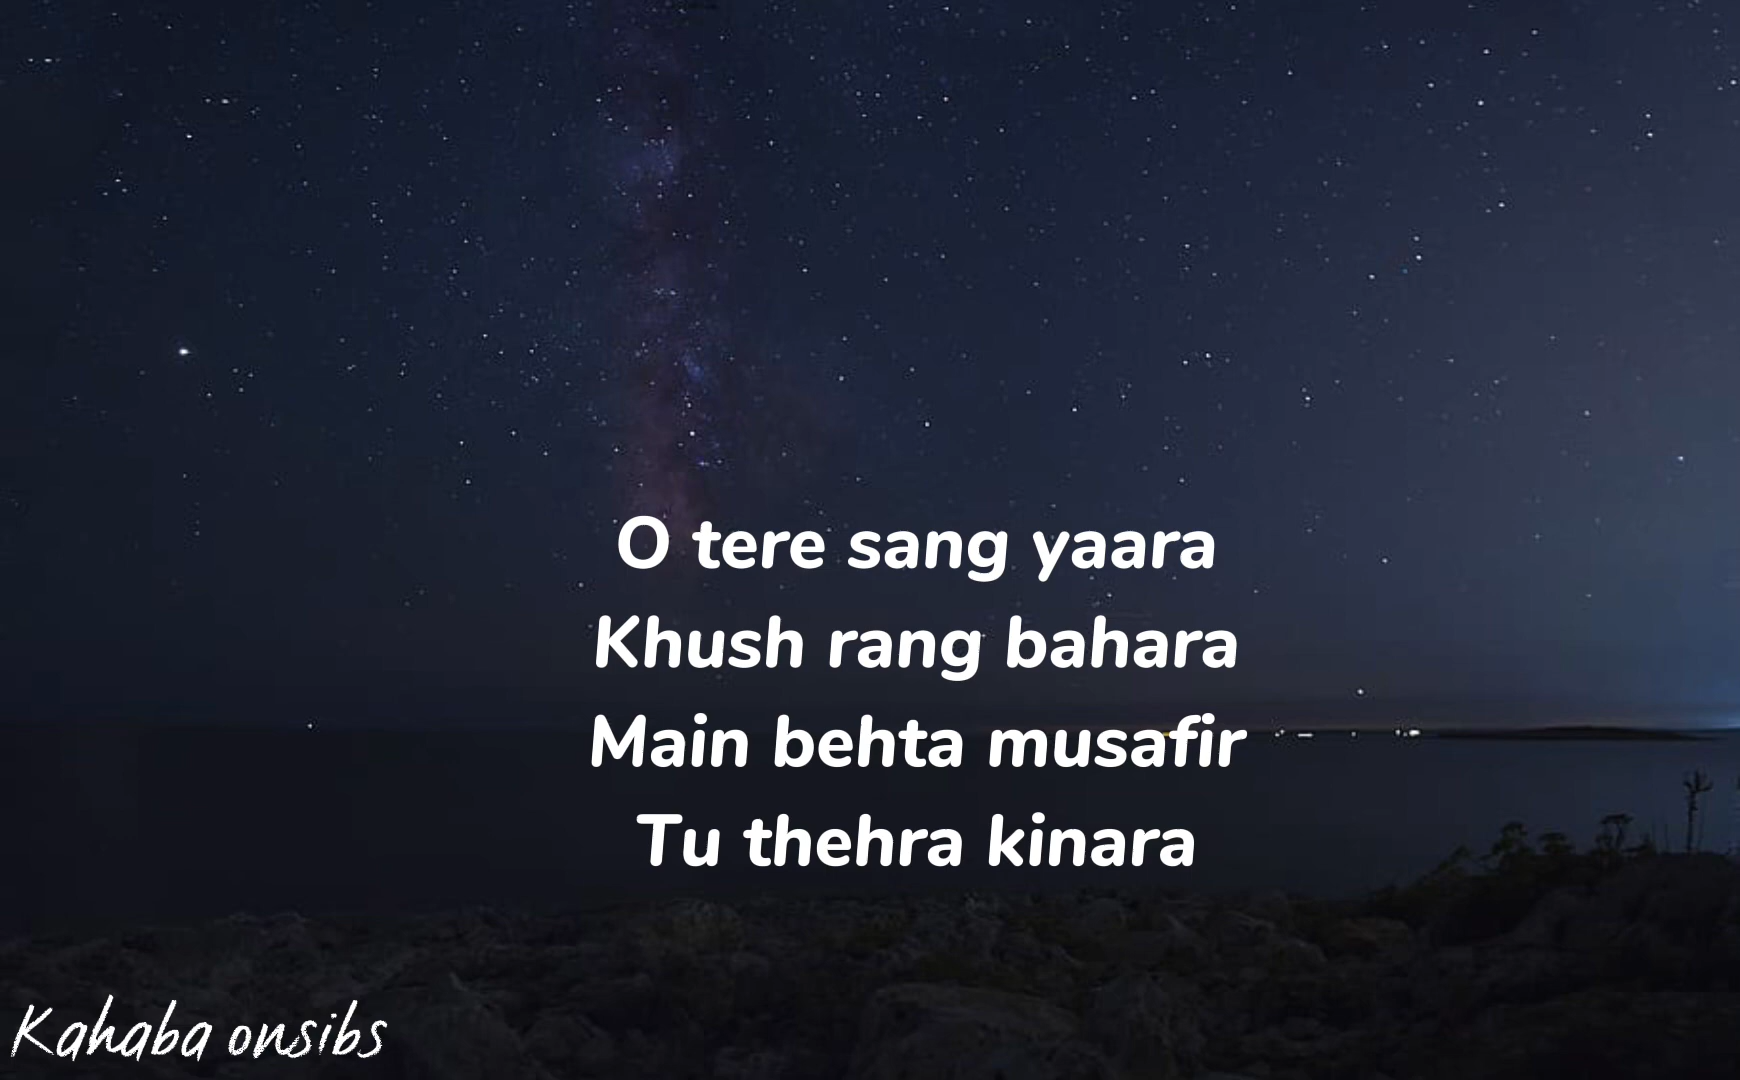 O tere sang yaara
Khush rang bahara
Main behta musafir
Tu thehra kinara
Kahaba onsibs